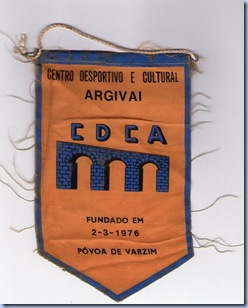 CENTRO DESPORTIVO E CULTURAL
ARGIVAI
CDCA
FUNDADO EM
2-3-1976
PÓVOA DE VARZIM